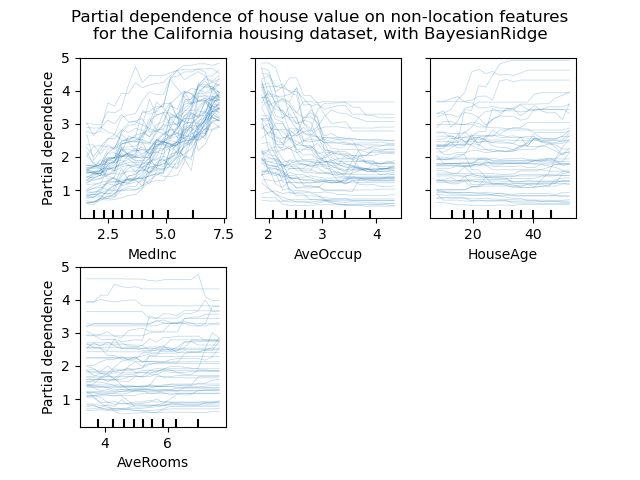 Partial dependence of house value on non-location features
for the California housing dataset, with BayesianRidge
5
4
3
2
1
Partial dependence
2.5 5.0 7.5
MedInc
2 3 4
AveOccup
20 40
HouseAge
5
4
3
2
1
Partial dependence
4 6
AveRooms